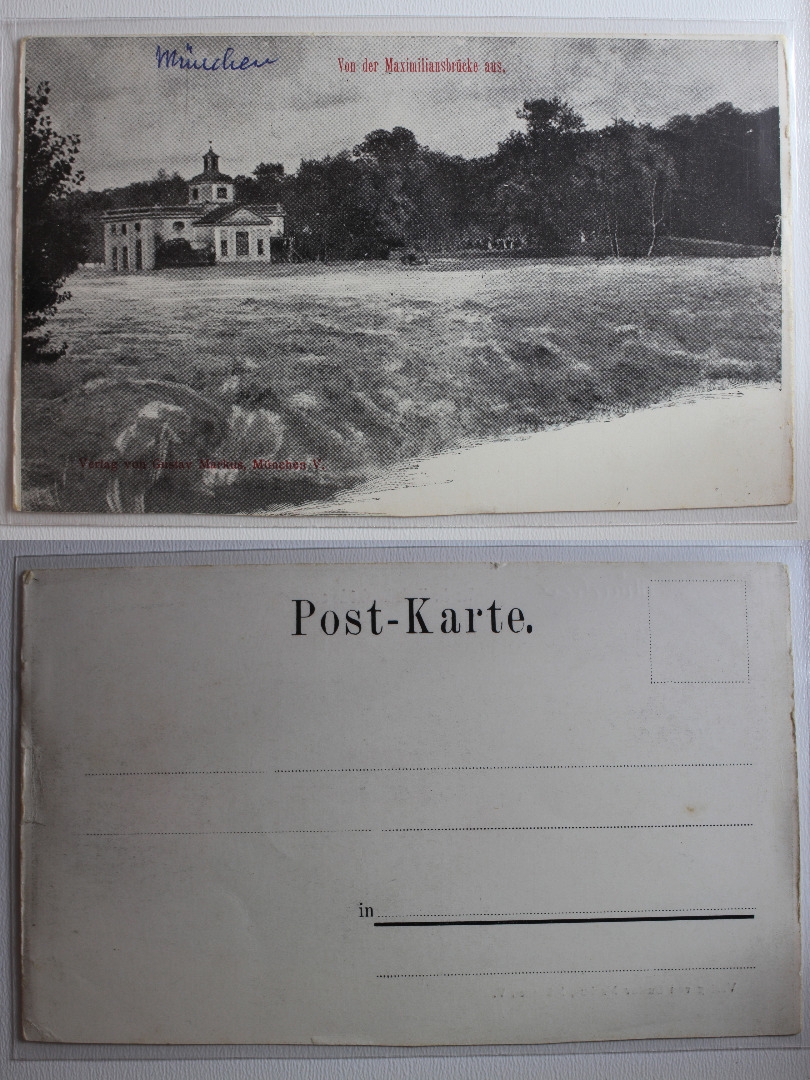 München
Von der Maximiliansbrücke aus.
Verlag von Gustav Markus, München V.
Post-Karte.
in